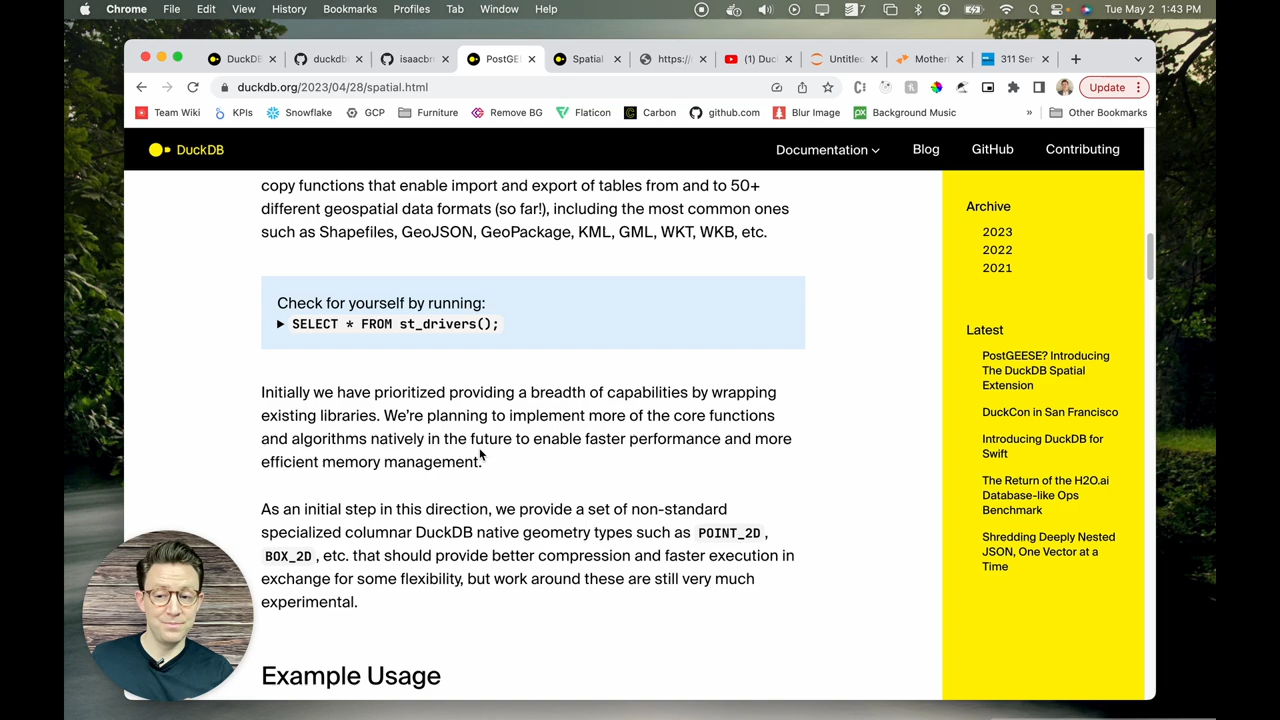 Chrome File Edit View History Bookmarks Profiles Tab Window Help 7 Tue May 2 1:43 PM
DuckDB duckdb isaacbr PostGEE Spatial https:// (1) Duc Untitle Mother 311 Ser
duckdb.org/2023/04/28/spatial.html Update
Team Wiki KPIs Snowflake GCP Furniture Remove BG Flaticon Carbon github.com Blur Image Background Music » Other Bookmarks
DuckDB Documentation Blog GitHub Contributing
copy functions that enable import and export of tables from and to 50+
different geospatial data formats (so far!), including the most common ones
such as Shapefiles, GeoJSON, GeoPackage, KML, GML, WKT, WKB, etc.
Check for yourself by running:
SELECT * FROM st_drivers();
Initially we have prioritized providing a breadth of capabilities by wrapping
existing libraries. We’re planning to implement more of the core functions
and algorithms natively in the future to enable faster performance and more
efficient memory management.
As an initial step in this direction, we provide a set of non-standard
specialized columnar DuckDB native geometry types such as POINT_2D,
BOX_2D, etc. that should provide better compression and faster execution in
exchange for some flexibility, but work around these are still very much
experimental.
Example Usage
Archive
2023
2022
2021
Latest
PostGEESE? Introducing
The DuckDB Spatial
Extension
DuckCon in San Francisco
Introducing DuckDB for
Swift
The Return of the H2O.ai
Database-like Ops
Benchmark
Shredding Deeply Nested
JSON, One Vector at a
Time